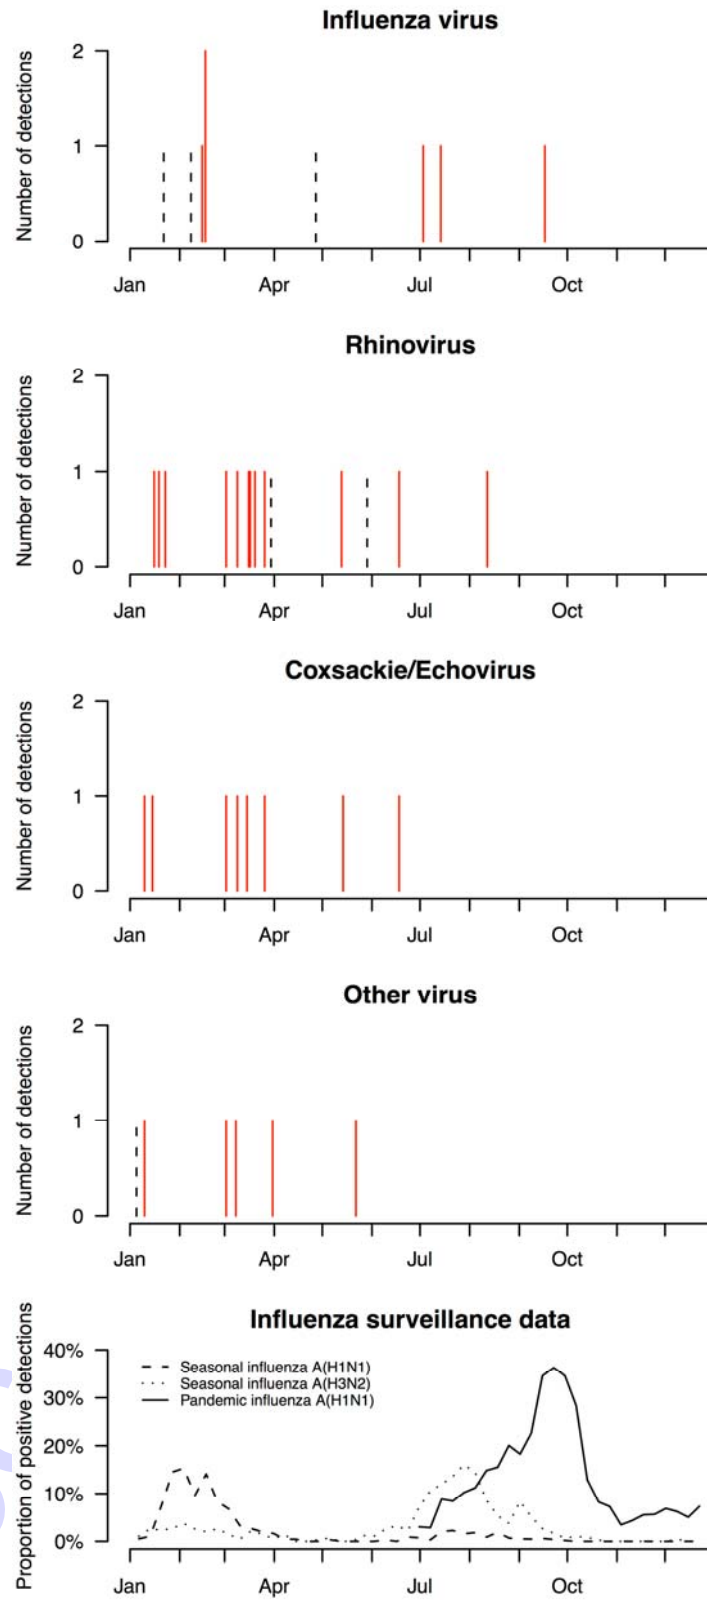 Influenza virus
Number of detections
2
1
0
Jan Apr Jul Oct
Rhinovirus
Number of detections
2
1
0
Jan Apr Jul Oct
Coxsackie/Echovirus
Number of detections
2
1
0
Jan Apr Jul Oct
Other virus
Number of detections
2
1
0
Jan Apr Jul Oct
Influenza surveillance data
Proportion of positive detections
40%
30%
20%
10%
0%
Seasonal influenza A(H1N1)
Seasonal influenza A(H3N2)
Pandemic influenza A(H1N1)
Jan Apr Jul Oct